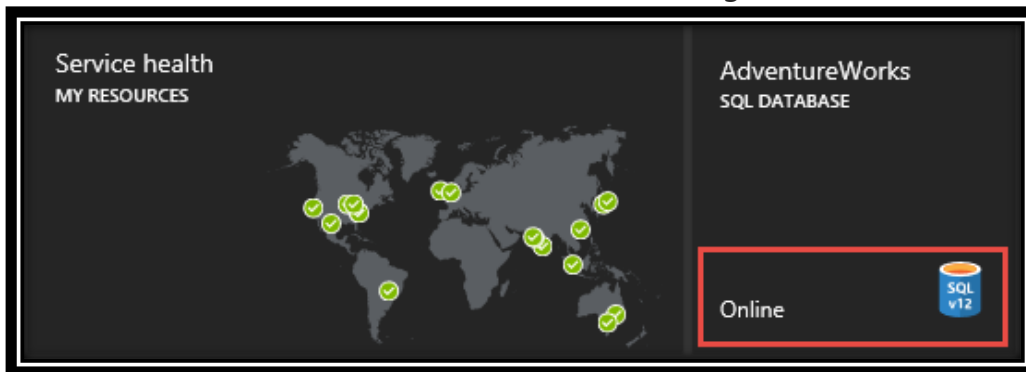 Service health
MY RESOURCES
AdventureWorks
SQL DATABASE
Online
SQL
v12